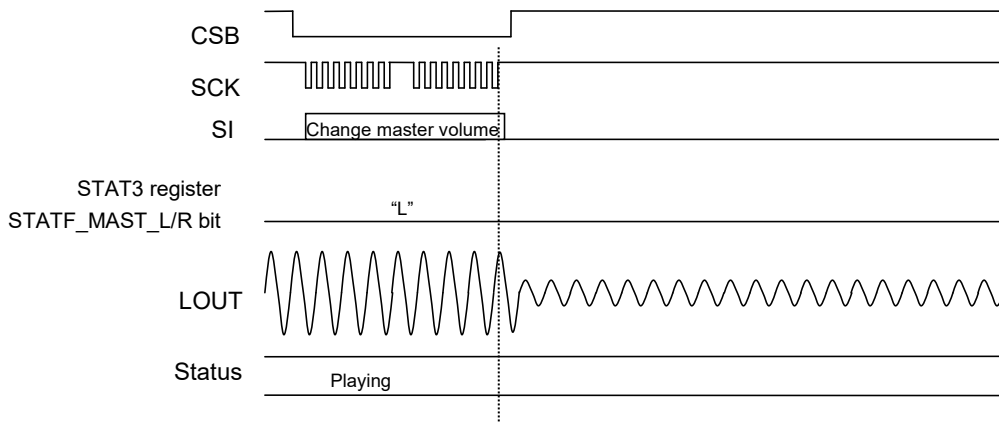 CSB
SCK
SI
Change master volume
STAT3 register
STATF_MAST_L/R bit
“L”
LOUT
Status
Playing